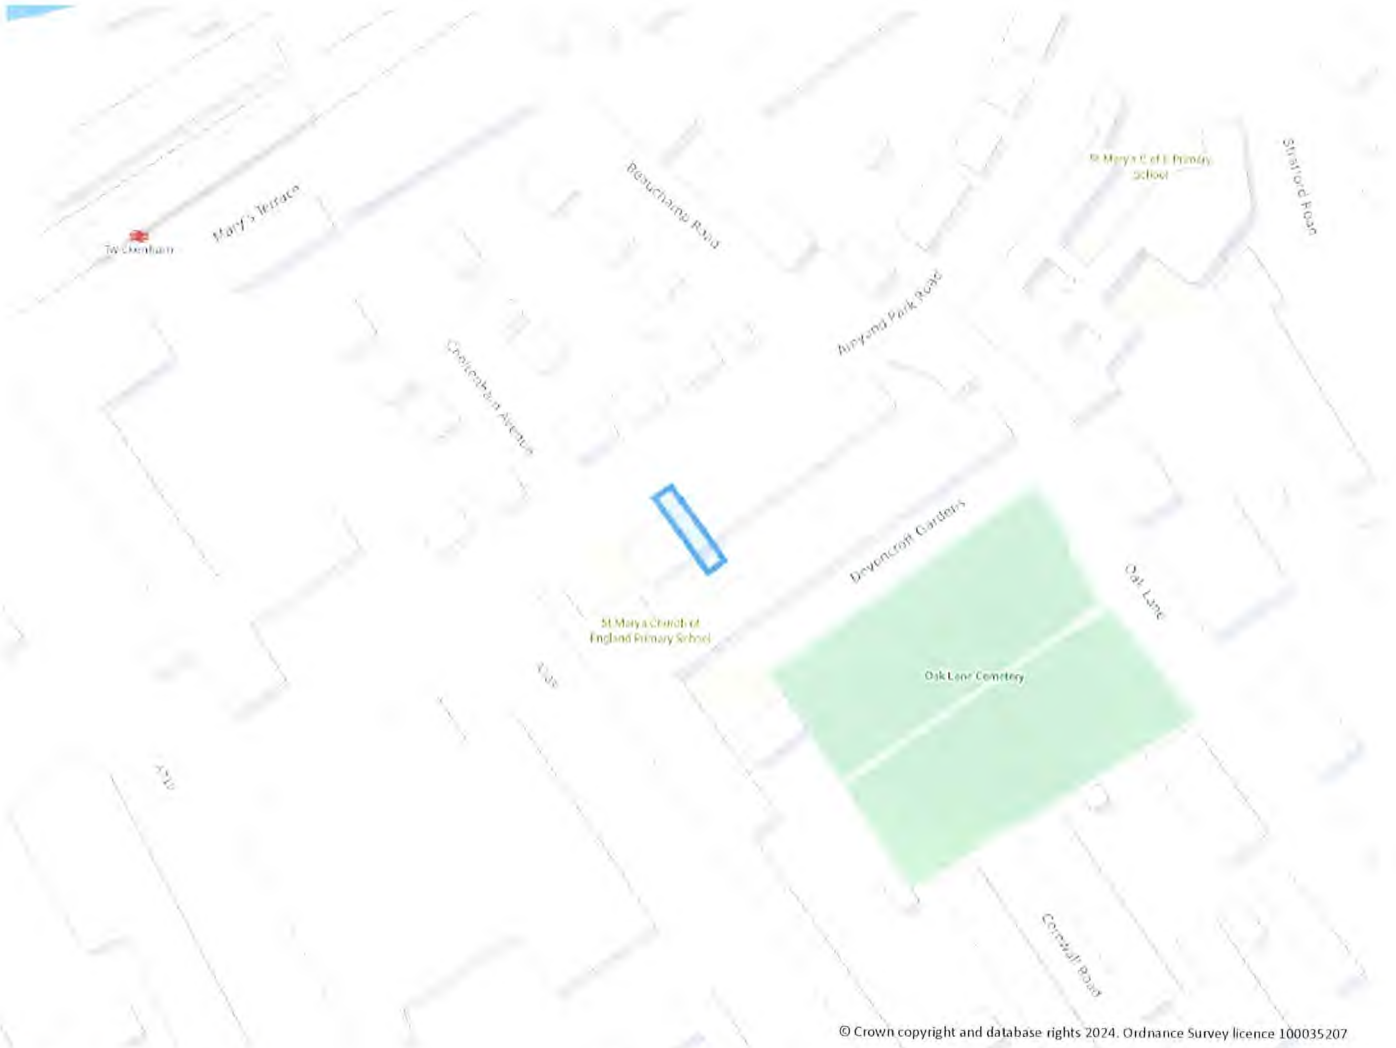 Stratford Road
St Mary's C of E Primary
School
Beauchamp Road
Mary's Terrace
Twickenham
Amyand Park Road
Cheltenham Avenue
Devoncroft Gardens
Oak Lane
St Mary's Church of
England Primary School
Oak Lane Cemetery
Cornwall Road
© Crown copyright and database rights 2024. Ordnance Survey licence 100035207